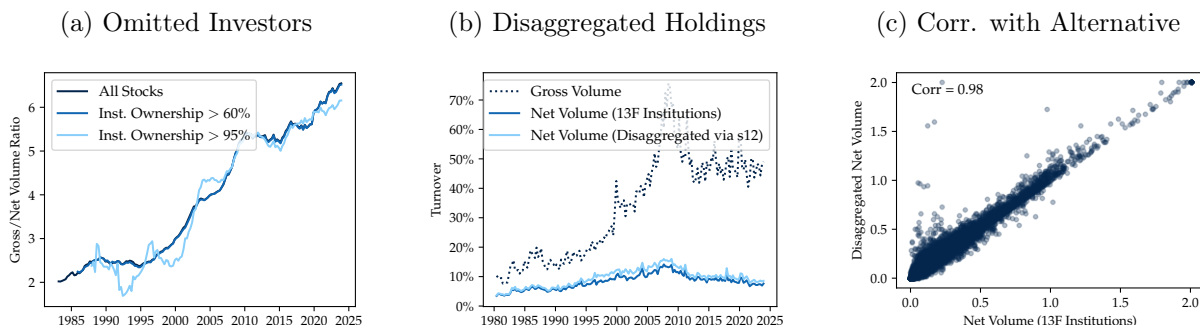 (a) Omitted Investors
Gross/Net Volume Ratio
6
5
4
3
2
All Stocks
Inst. Ownership > 60%
Inst. Ownership > 95%
1985 1990 1995 2000 2005 2010 2015 2020 2025
(b) Disaggregated Holdings
Turnover
70%
60%
50%
40%
30%
20%
10%
0%
Gross Volume
Net Volume (13F Institutions)
Net Volume (Disaggregated via s12)
1980 1985 1990 1995 2000 2005 2010 2015 2020 2025
(c) Corr. with Alternative
Disaggregated Net Volume
2.0
1.5
1.0
0.5
0.0
Corr = 0.98
0.0 0.5 1.0 1.5 2.0
Net Volume (13F Institutions)